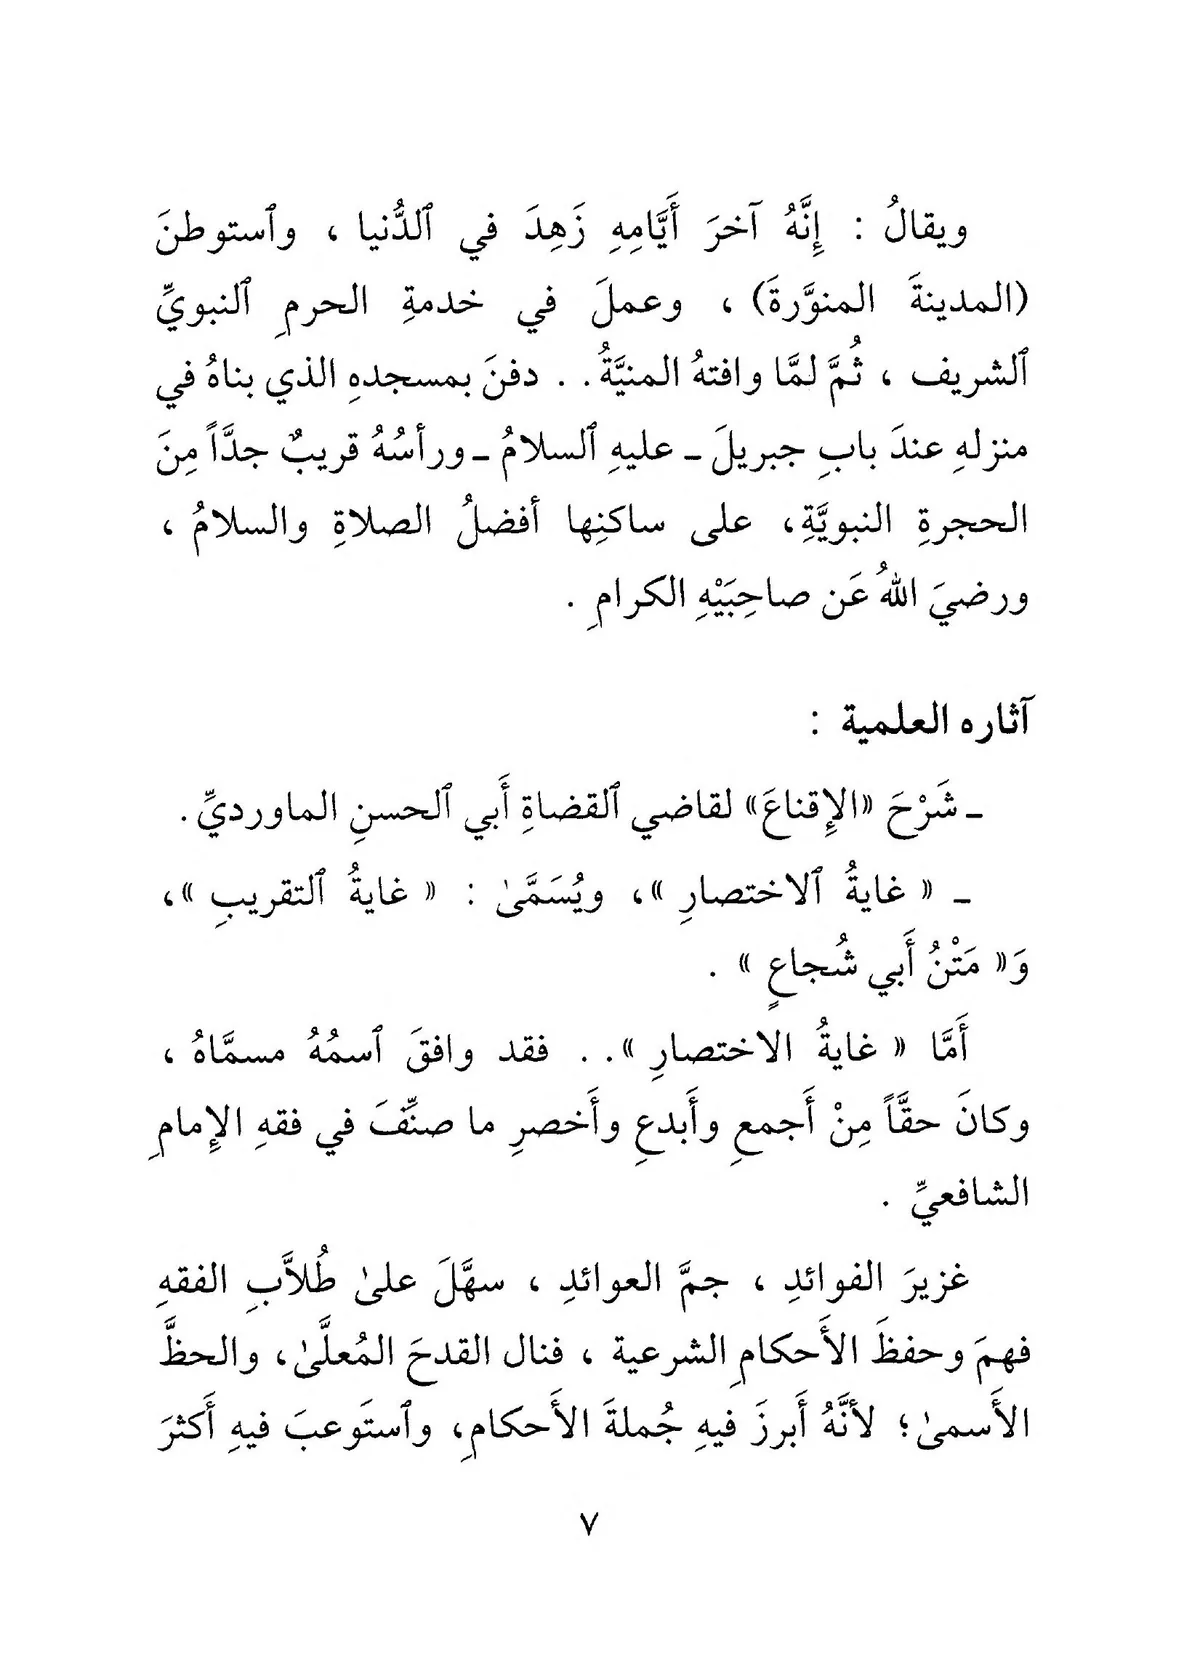 ويقالُ : إِنَّهُ آخرَ أَيَّامِهِ زَهِدَ في ٱلدُّنيا ، وٱستوطنَ
(المدينةَ المنوَّرةَ) ، وعملَ في خدمةِ الحرمِ ٱلنبويِّ
ٱلشريف ، ثُمَّ لمَّا وافتهُ المنيَّةُ . . دفنَ بمسجدهِ الذي بناهُ في
منزلهِ عندَ بابِ جبريلَ ـ عليهِ ٱلسلامُ ـ ورأسُهُ قريبٌ جدَّاً مِنَ
الحجرةِ النبويَّةِ، على ساكنِها أفضلُ الصلاةِ والسلامُ ،
ورضيَ اللهُ عَن صاحِبَيْهِ الكرامِ .
آثاره العلمية :
ـ شَرْحَ «الإِقناعَ» لقاضي ٱلقضاةِ أَبي ٱلحسنِ الماورديِّ .
ـ « غايةُ ٱلاختصارِ »، ويُسَمَّىٰ : « غايةُ ٱلتقريبِ »،
وَ« مَتْنُ أَبي شُجاعٍ » .
أَمَّا « غايةُ الاختصارِ ». . فقد وافقَ ٱسمُهُ مسمَّاهُ ،
وكانَ حقَّاً مِنْ أَجمعِ وأَبدعِ وأَخصرِ ما صنِّفَ في فقهِ الإِمامِ
الشافعيِّ .
غزيرَ الفوائدِ ، جمَّ العوائدِ ، سهَّلَ علىٰ طُلاَّبِ الفقهِ
فهمَ وحفظَ الأَحكامِ الشرعية ، فنال القدحَ المُعلَّىٰ، والحظَّ
الأَسمىٰ؛ لأنَّهُ أَبرزَ فيهِ جُملةَ الأَحكامِ، وٱستَوعبَ فيهِ أَكثرَ
٧